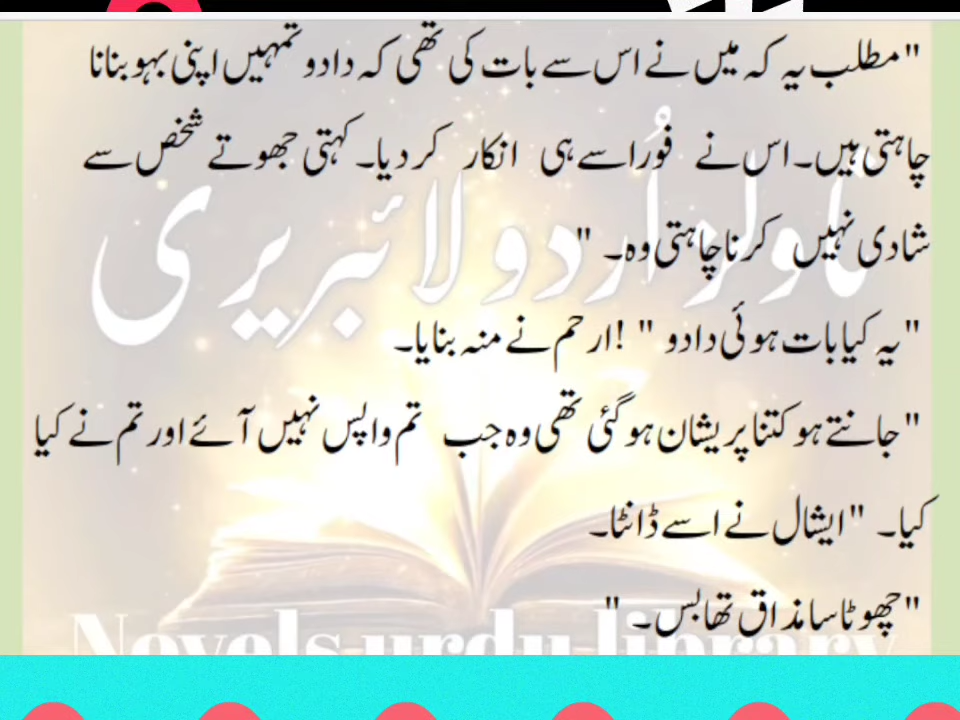 "مطلب یہ کہ میں نے اس سے بات کی تھی کہ دادو تمہیں اپنی بہو بنانا
چاہتی ہیں۔ اس نے فوراً سے ہی انکار کر دیا۔ کہتی جھوتے شخص سے
شادی نہیں کرنا چاہتی وہ۔ "
"یہ کیا بات ہوئی دادو " !ارحم نے منہ بنایا۔
"جانتے ہو کتنا پریشان ہو گئی تھی وہ جب تم واپس نہیں آئے اور تم نے کیا
کیا۔ "ایشال نے اسے ڈانٹا۔
"چھوٹا سا مذاق تھا بس۔ "
ناولز اردو لائبریری
Novels urdu library